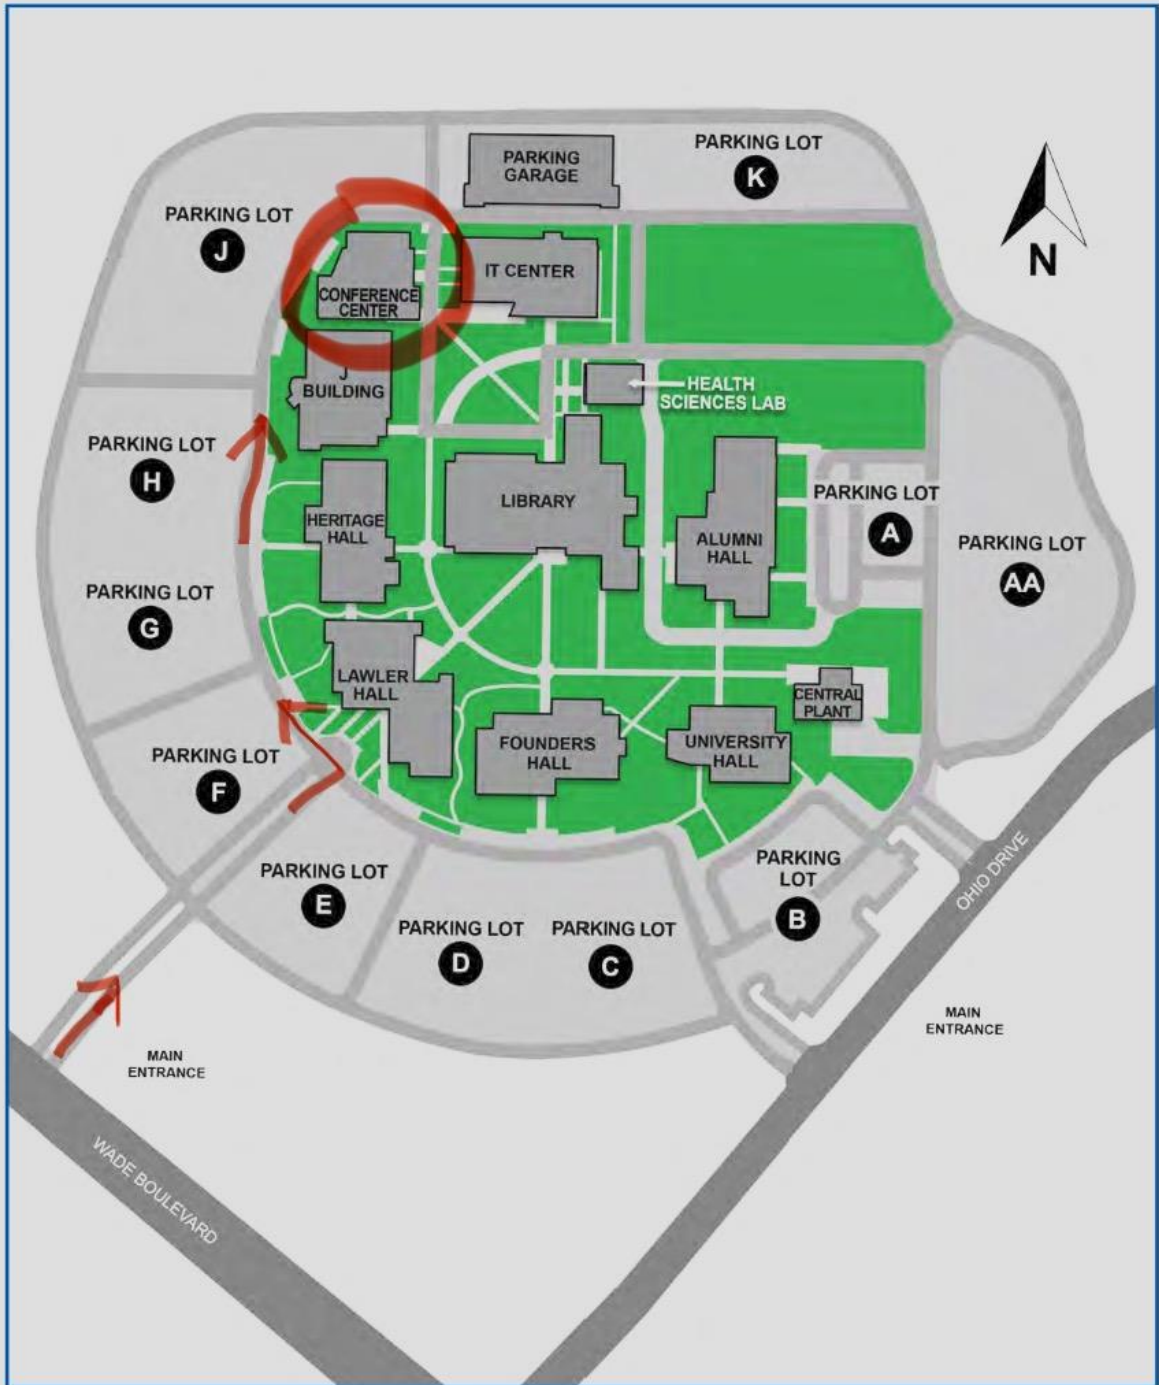 PARKING
GARAGE
PARKING LOT
K
N
PARKING LOT
J
CONFERENCE
CENTER
IT CENTER
J
BUILDING
HEALTH
SCIENCES LAB
PARKING LOT
H
HERITAGE
HALL
LIBRARY
ALUMNI
HALL
PARKING LOT
A
PARKING LOT
AA
PARKING LOT
G
LAWLER
HALL
CENTRAL
PLANT
FOUNDERS
HALL
UNIVERSITY
HALL
PARKING LOT
F
PARKING LOT
E
PARKING LOT
D
PARKING LOT
C
PARKING
LOT
B
OHIO DRIVE
MAIN
ENTRANCE
MAIN
ENTRANCE
WADE BOULEVARD